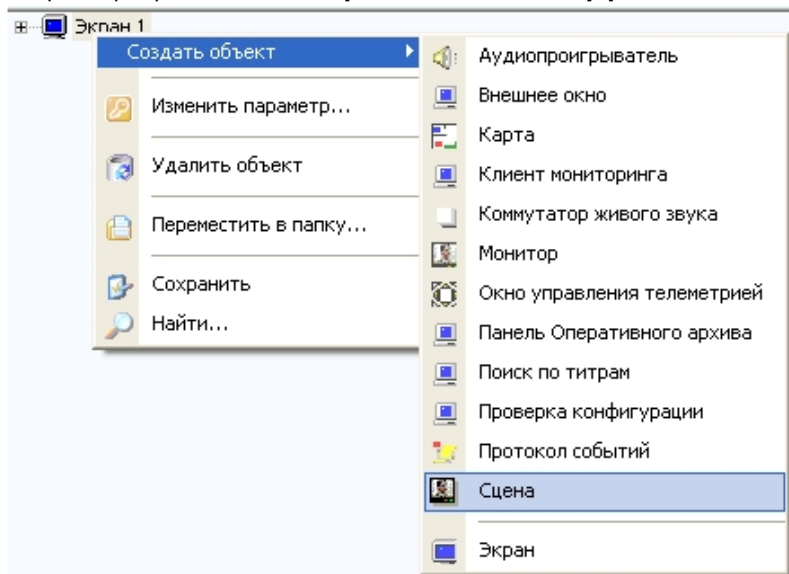 Экран 1
Создать объект
Изменить параметр...
Удалить объект
Переместить в папку...
Сохранить
Найти...
Аудиопроигрыватель
Внешнее окно
Карта
Клиент мониторинга
Коммутатор живого звука
Монитор
Окно управления телеметрией
Панель Оперативного архива
Поиск по титрам
Проверка конфигурации
Протокол событий
Сцена
Экран